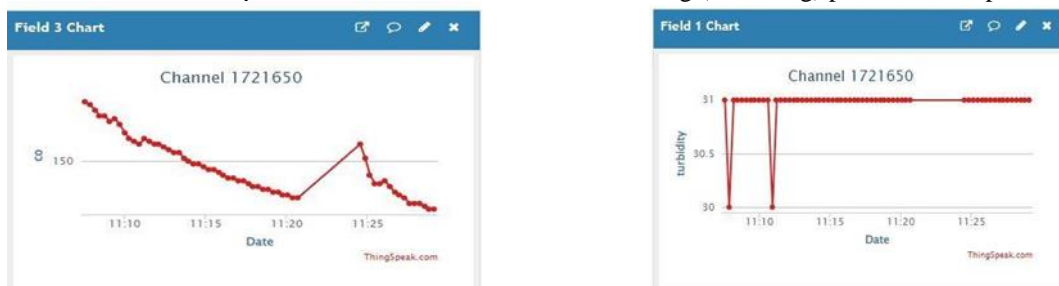 Field 3 Chart
Channel 1721650
150
11:10 11:15 11:20 11:25
Date
ThingSpeak.com
Field 1 Chart
Channel 1721650
turbidity
31
30.5
30
11:10 11:15 11:20 11:25
Date
ThingSpeak.com